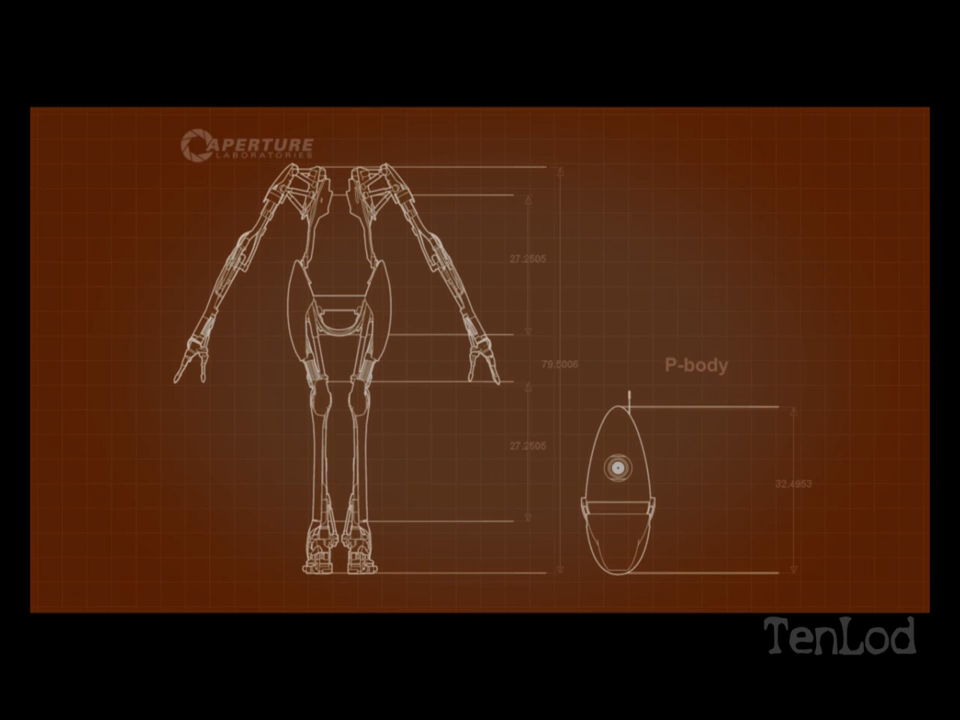 APERTURE
LABORATORIES
27.2505
79.5006
P-body
27.2505
32.4953
TenLod